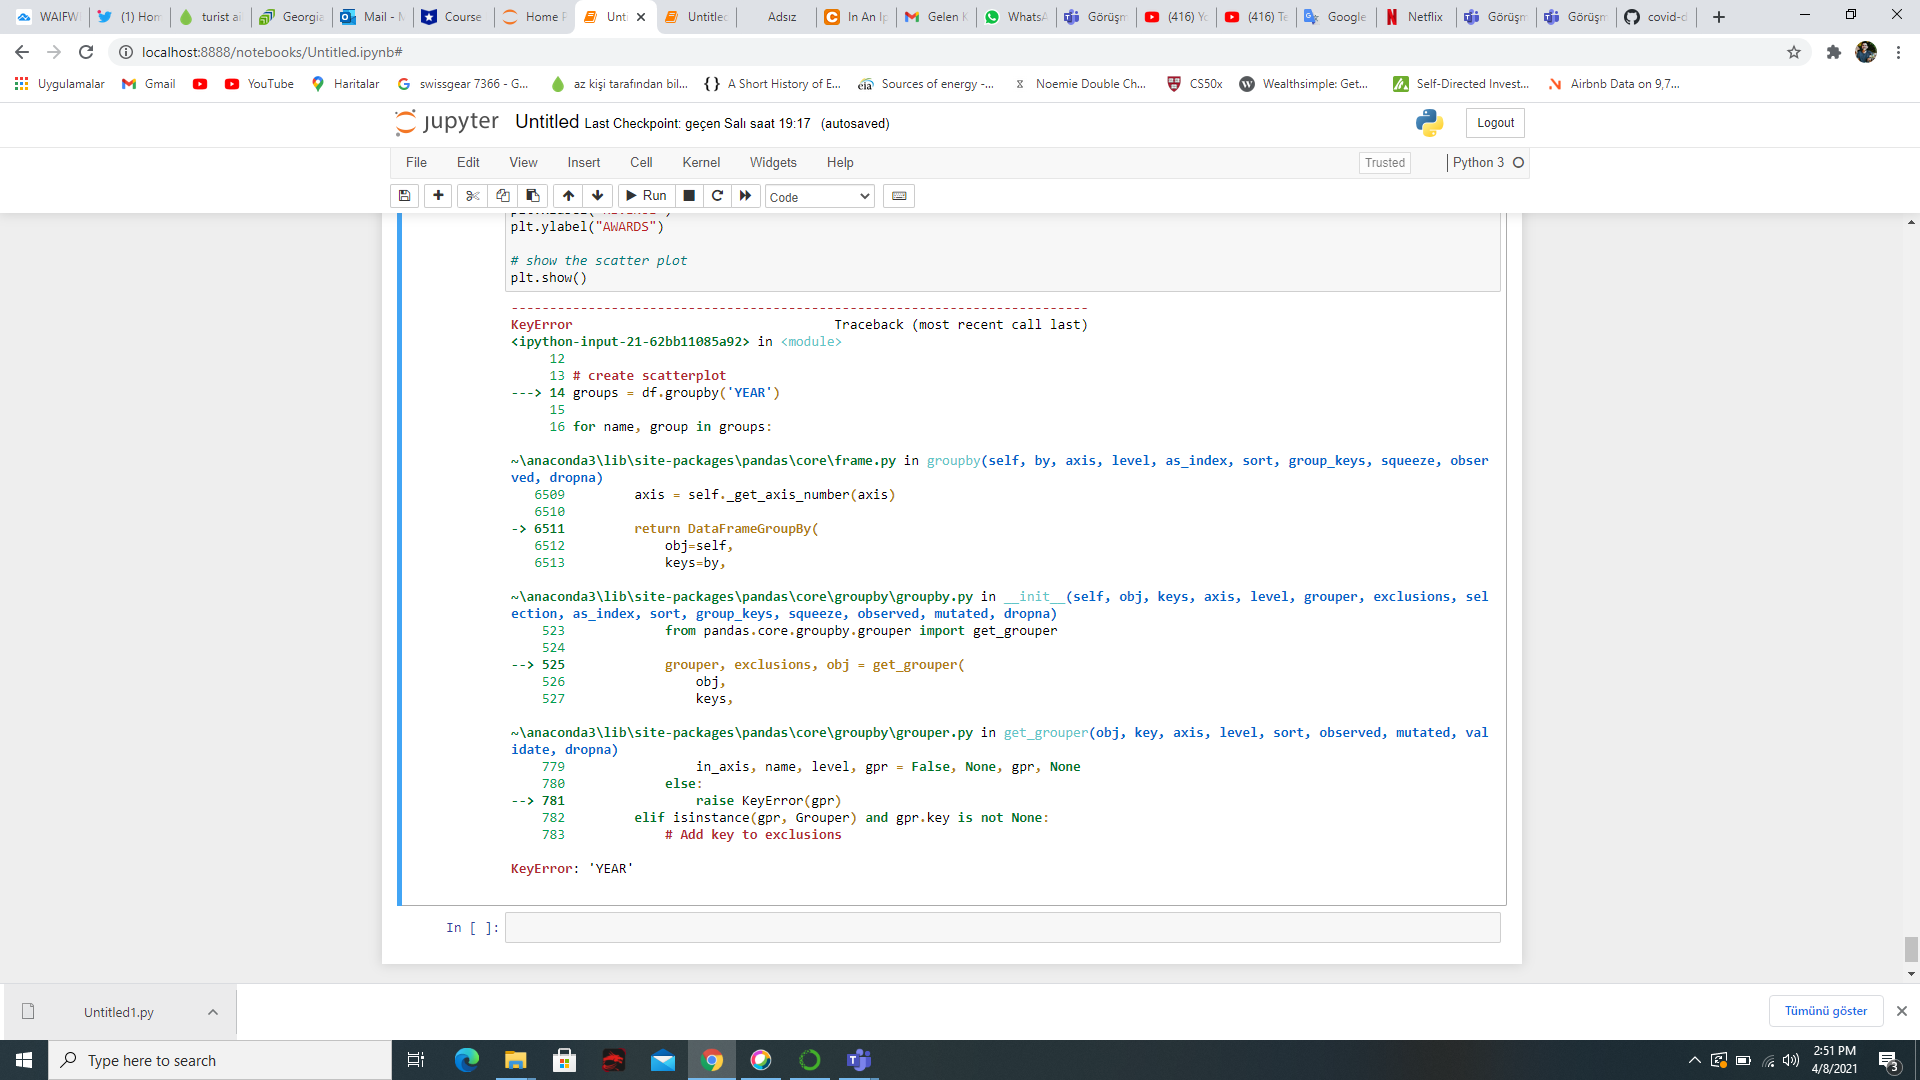 WAIFW
(1) Hom
turist ai
Georgia
Mail - M
Course
Home P
Unti
Untitled
Adsız
In An Ip
Gelen K
WhatsA
Görüşm
(416) Yo
(416) Te
Google
Netflix
Görüşm
Görüşm
covid-d
localhost:8888/notebooks/Untitled.ipynb#
Uygulamalar
Gmail
YouTube
Haritalar
swissgear 7366 - G...
az kişi tarafından bil...
A Short History of E...
eia Sources of energy -...
Noemie Double Ch...
CS50x
Wealthsimple: Get...
Self-Directed Invest...
Airbnb Data on 9,7...
jupyter Untitled Last Checkpoint: geçen Salı saat 19:17 (autosaved)
Logout
File Edit View Insert Cell Kernel Widgets Help
Trusted
Python 3
Run
Code
plt.ylabel("AWARDS")
# show the scatter plot
plt.show()
---------------------------------------------------------------------------
KeyError Traceback (most recent call last)
<ipython-input-21-62bb11085a92> in <module>
12
13 # create scatterplot
---> 14 groups = df.groupby('YEAR')
15
16 for name, group in groups:
~\anaconda3\lib\site-packages\pandas\core\frame.py in groupby(self, by, axis, level, as_index, sort, group_keys, squeeze, obser
ved, dropna)
6509 axis = self._get_axis_number(axis)
6510
-> 6511 return DataFrameGroupBy(
6512 obj=self,
6513 keys=by,
~\anaconda3\lib\site-packages\pandas\core\groupby\groupby.py in __init__(self, obj, keys, axis, level, grouper, exclusions, sel
ection, as_index, sort, group_keys, squeeze, observed, mutated, dropna)
523 from pandas.core.groupby.grouper import get_grouper
524
--> 525 grouper, exclusions, obj = get_grouper(
526 obj,
527 keys,
~\anaconda3\lib\site-packages\pandas\core\groupby\grouper.py in get_grouper(obj, key, axis, level, sort, observed, mutated, val
idate, dropna)
779 in_axis, name, level, gpr = False, None, gpr, None
780 else:
--> 781 raise KeyError(gpr)
782 elif isinstance(gpr, Grouper) and gpr.key is not None:
783 # Add key to exclusions
KeyError: 'YEAR'
In [ ]:
Untitled1.py
Tümünü göster
Type here to search
2:51 PM
4/8/2021
3